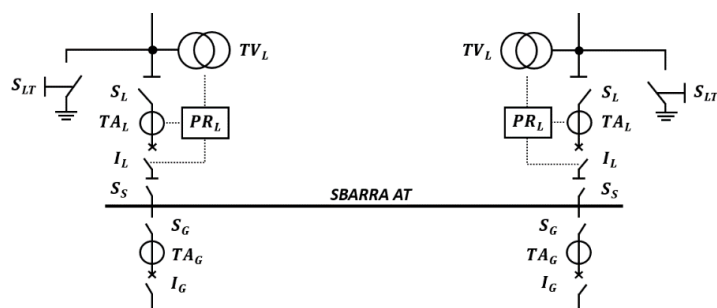 TV_L TV_L
S_LT S_L S_L S_LT
TA_L PR_L PR_L TA_L
I_L I_L
S_S SBARRA AT S_S
S_G S_G
TA_G TA_G
I_G I_G